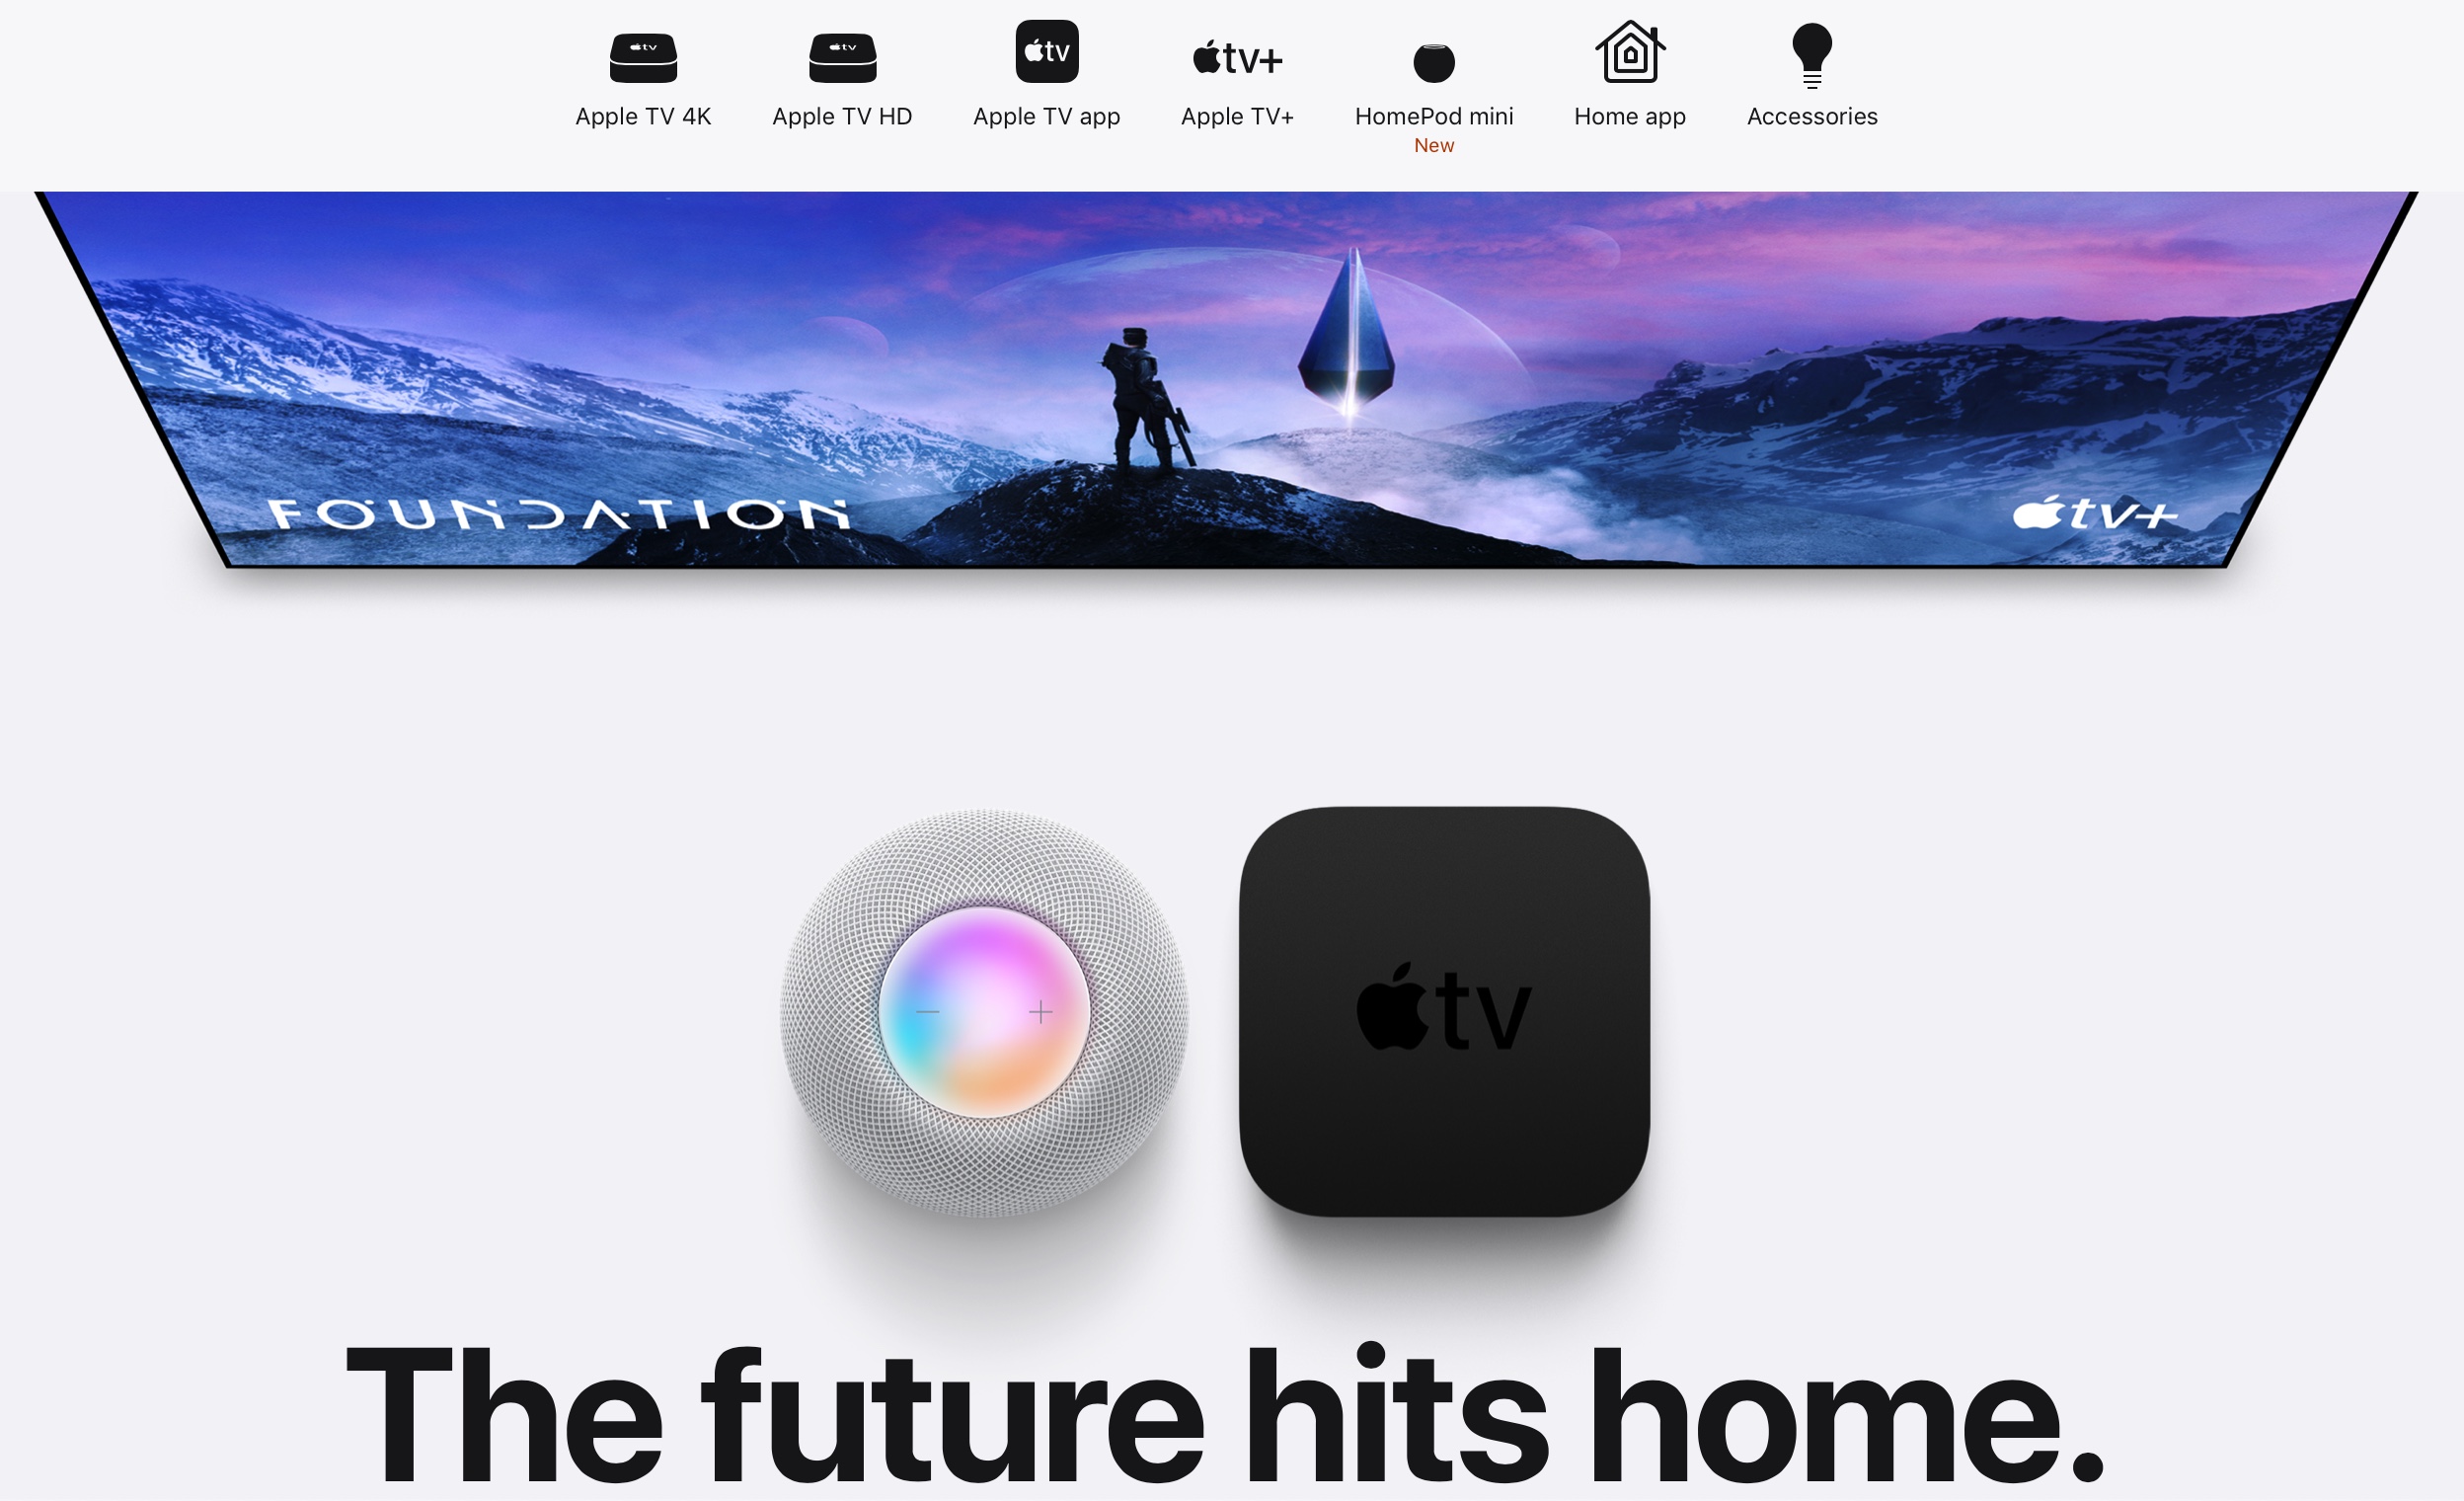 tv
tv
tv
tv+
Apple TV 4K
Apple TV HD
Apple TV app
Apple TV+
HomePod mini
New
Home app
Accessories
FOUNDATION
tv+
tv
The future hits home.